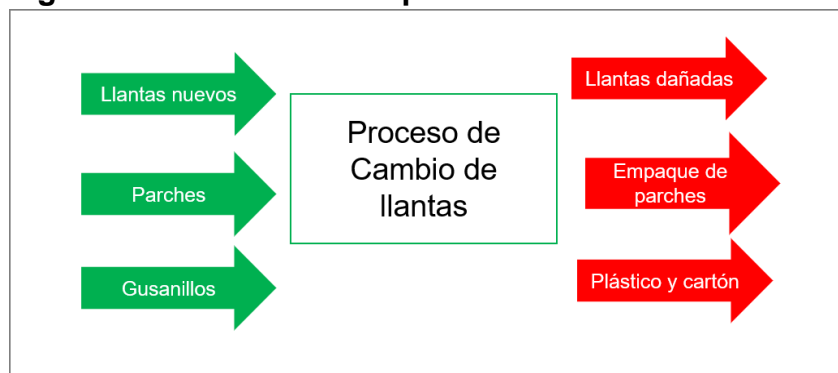 Llantas nuevos
Parches
Gusanillos
Proceso de
Cambio de
llantas
Llantas dañadas
Empaque de
parches
Plástico y cartón